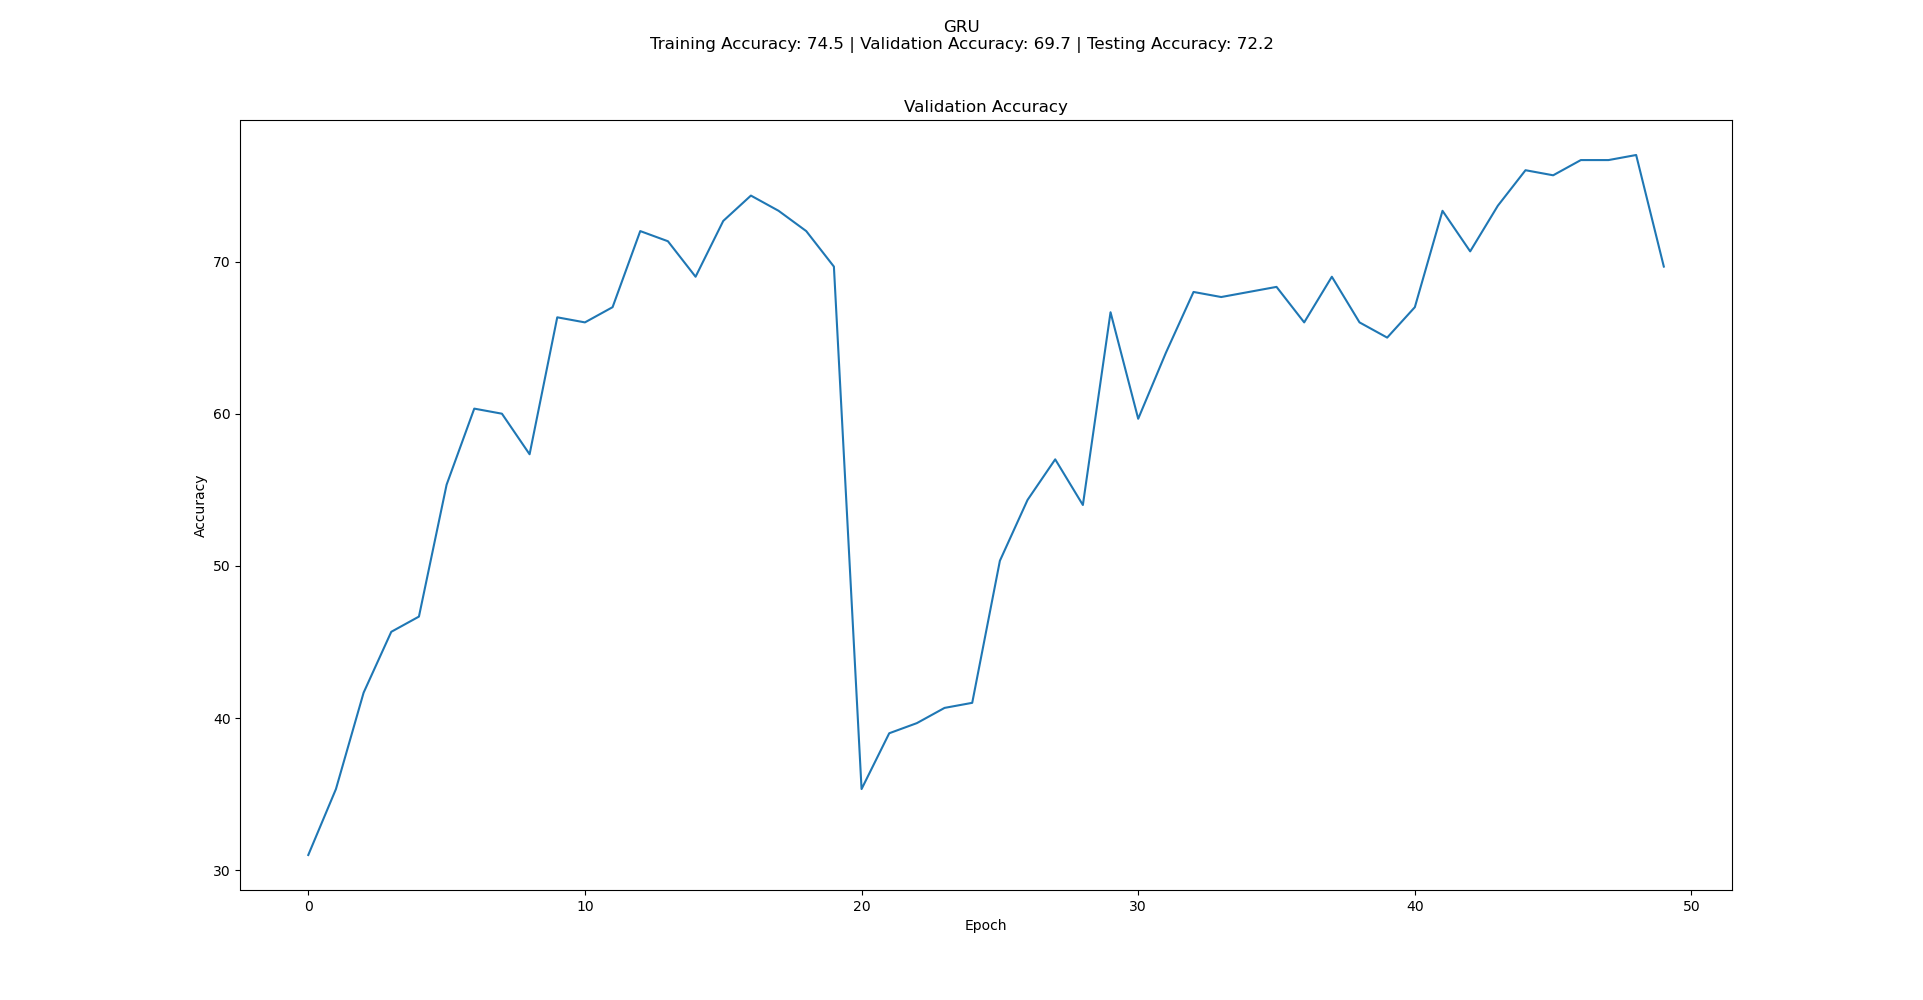 GRU
Training Accuracy: 74.5 | Validation Accuracy: 69.7 | Testing Accuracy: 72.2
Validation Accuracy
70
60
50
40
30
Accuracy
0 10 20 30 40 50
Epoch